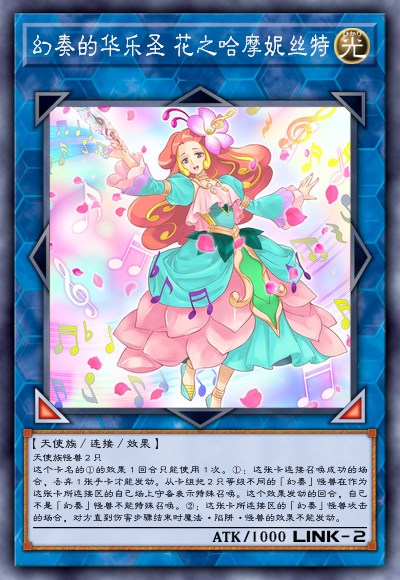 幻奏的华乐圣 花之哈摩妮丝特
光
【天使族／连接／效果】
天使族怪兽２只
这个卡名的①的效果１回合只能使用１次。①：这张卡连接召唤成功的场
合，丢弃１张手卡才能发动。从卡组把２只等级不同的「幻奏」怪兽在作为
这张卡所连接区的自己场上守备表示特殊召唤。这个效果发动的回合，自己
不是「幻奏」怪兽不能特殊召唤。②：这张卡所连接区的「幻奏」怪兽攻击
的场合，对方直到伤害步骤结束时魔法·陷阱·怪兽的效果不能发动。
ATK/1000 LINK-2